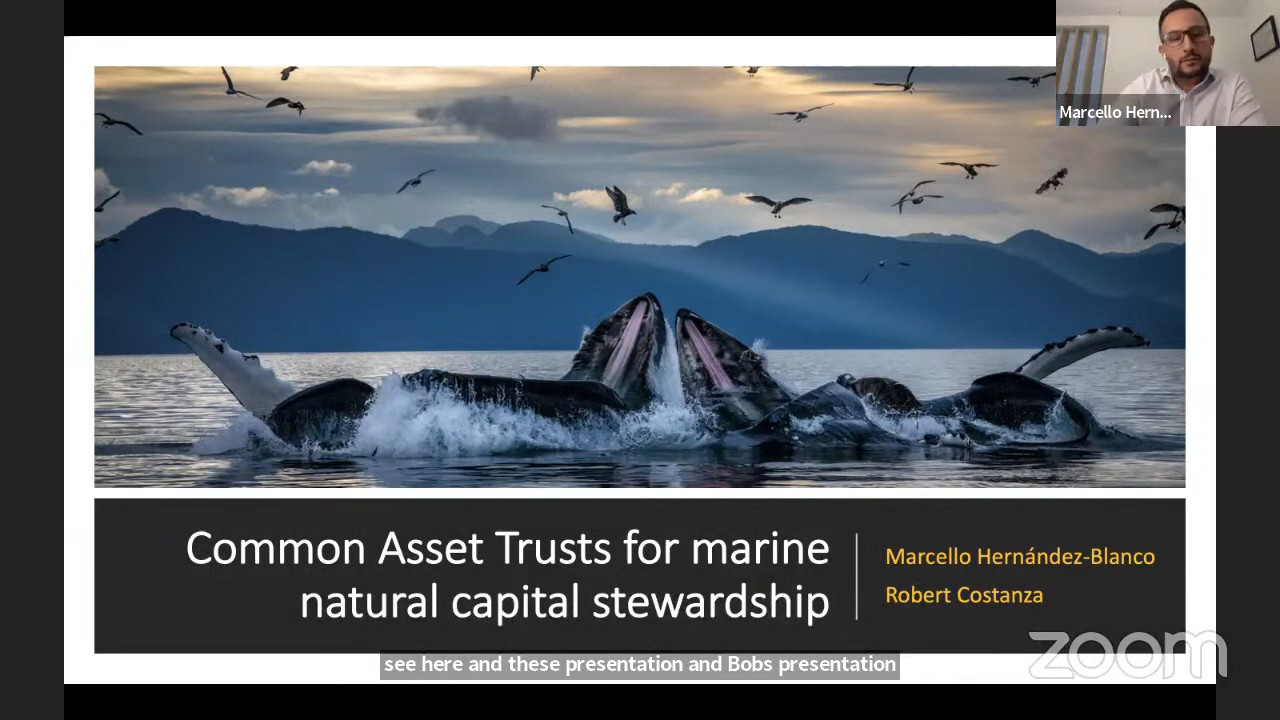 Marcello Hern...
Common Asset Trusts for marine
natural capital stewardship
Marcello Hernández-Blanco
Robert Costanza
see here and these presentation and Bobs presentation
zoom